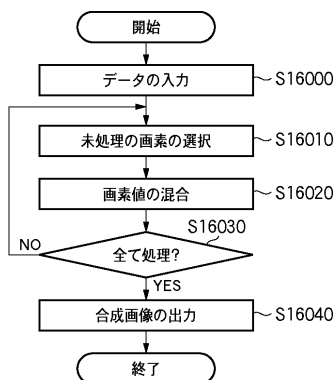 開始
データの入力 S16000
未処理の画素の選択 S16010
画素値の混合 S16020
S16030
NO 全て処理?
YES
合成画像の出力 S16040
終了